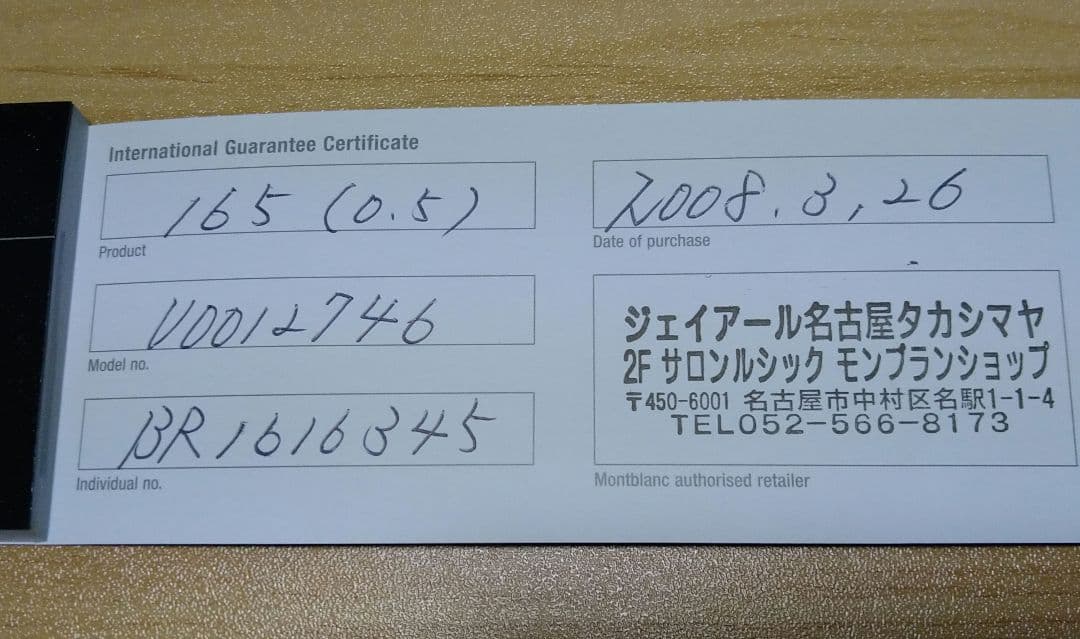 International Guarantee Certificate
165 (0.5)
Product
V0012746
Model no.
BR1616345
Individual no.
2008.3,26
Date of purchase
ジェイアール名古屋タカシマヤ
2F サロンルシック モンブランショップ
〒450-6001 名古屋市中村区名駅1-1-4
TEL052-566-8173
Montblanc authorised retailer